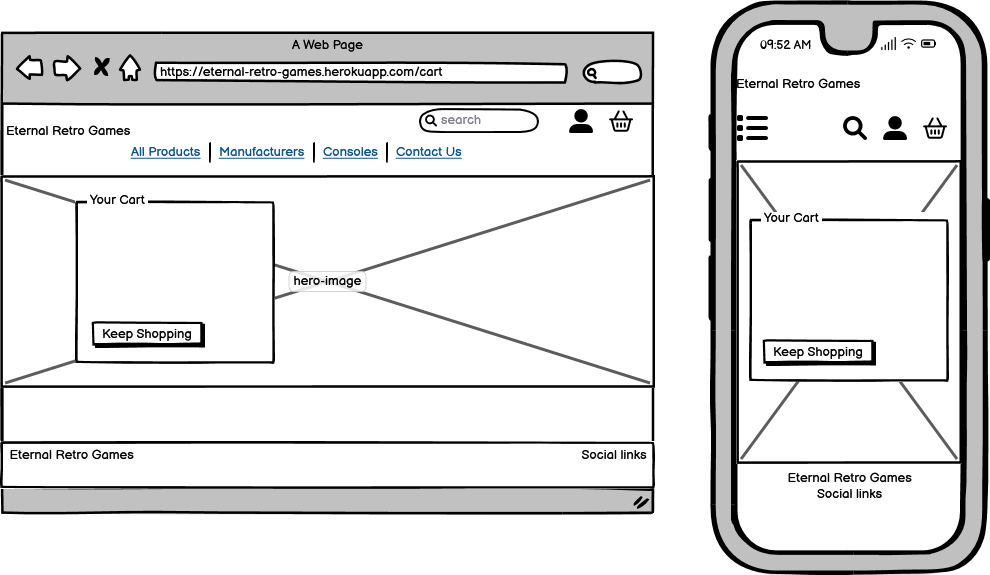 A Web Page
https://eternal-retro-games.herokuapp.com/cart
search
Eternal Retro Games
All Products Manufacturers Consoles Contact Us
Your Cart
hero-image
Keep Shopping
Eternal Retro Games Social links
09:52 AM
Eternal Retro Games
Your Cart
Keep Shopping
Eternal Retro Games
Social links